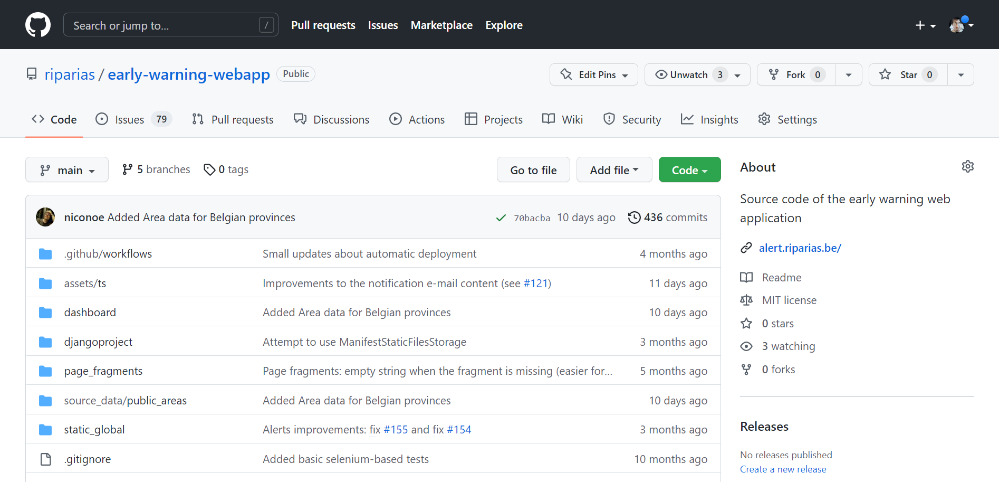 Search or jump to... /
Pull requests Issues Marketplace Explore
riparias / early-warning-webapp Public
Edit Pins Unwatch 3 Fork 0 Star 0
Code Issues 79 Pull requests Discussions Actions Projects Wiki Security Insights Settings
main 5 branches 0 tags Go to file Add file Code
niconoe Added Area data for Belgian provinces 70bacba 10 days ago 436 commits
.github/workflows Small updates about automatic deployment 4 months ago
assets/ts Improvements to the notification e-mail content (see #121) 11 days ago
dashboard Added Area data for Belgian provinces 10 days ago
djangoproject Attempt to use ManifestStaticFilesStorage 3 months ago
page_fragments Page fragments: empty string when the fragment is missing (easier for... 5 months ago
source_data/public_areas Added Area data for Belgian provinces 10 days ago
static_global Alerts improvements: fix #155 and fix #154 3 months ago
.gitignore Added basic selenium-based tests 10 months ago
About
Source code of the early warning web
application
alert.riparias.be/
Readme
MIT license
0 stars
3 watching
0 forks
Releases
No releases published
Create a new release